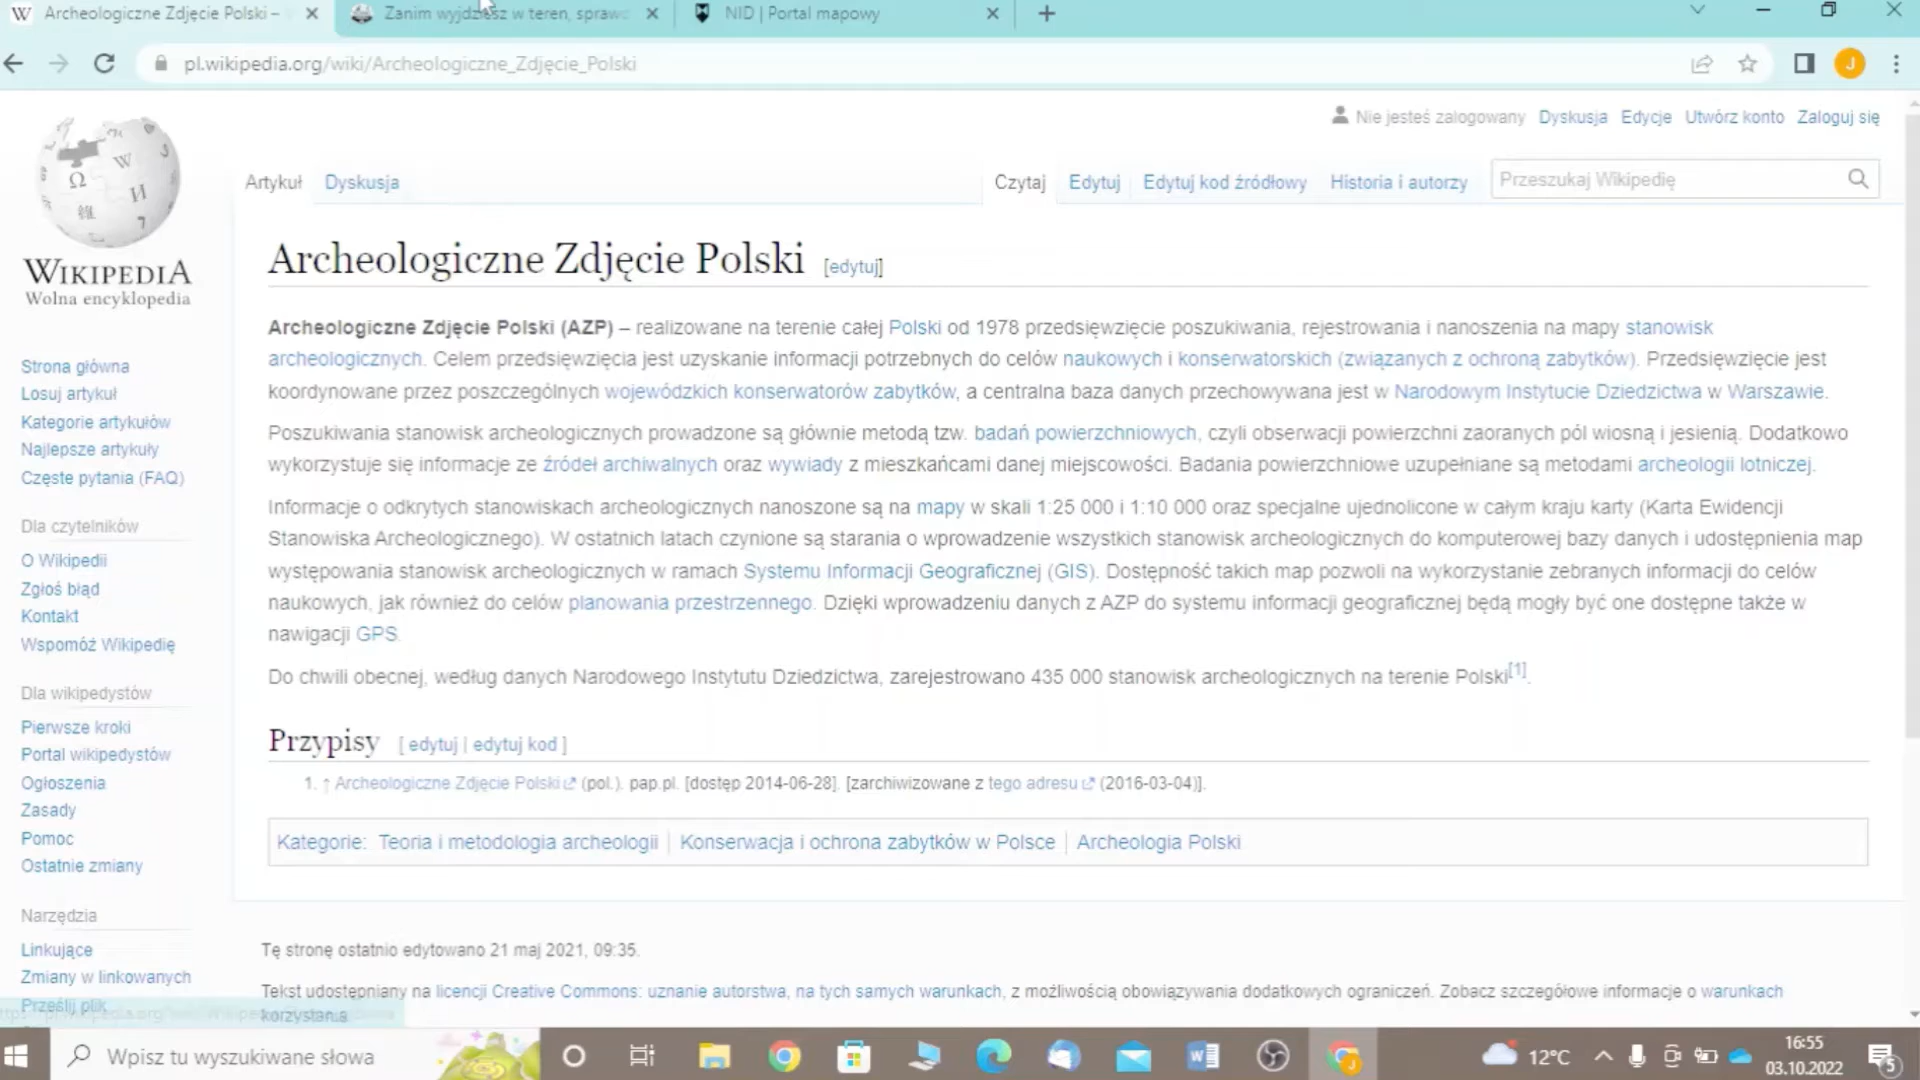 Archeologiczne Zdjęcie Polski –
Zanim wyjdziesz w teren, spraw
NID | Portal mapowy
pl.wikipedia.org/wiki/Archeologiczne_Zdjęcie_Polski
J
Nie jesteś zalogowany Dyskusja Edycje Utwórz konto Zaloguj się
Artykuł Dyskusja Czytaj Edytuj Edytuj kod źródłowy Historia i autorzy Przeszukaj Wikipedię
WIKIPEDIA
Wolna encyklopedia
Strona główna
Losuj artykuł
Kategorie artykułów
Najlepsze artykuły
Częste pytania (FAQ)
Dla czytelników
O Wikipedii
Zgłoś błąd
Kontakt
Wspomóż Wikipedię
Dla wikipedystów
Pierwsze kroki
Portal wikipedystów
Ogłoszenia
Zasady
Pomoc
Ostatnie zmiany
Narzędzia
Linkujące
Zmiany w linkowanych
Prześlij plik
Archeologiczne Zdjęcie Polski [edytuj]
Archeologiczne Zdjęcie Polski (AZP) – realizowane na terenie całej Polski od 1978 przedsięwzięcie poszukiwania, rejestrowania i nanoszenia na mapy stanowisk
archeologicznych. Celem przedsięwzięcia jest uzyskanie informacji potrzebnych do celów naukowych i konserwatorskich (związanych z ochroną zabytków). Przedsięwzięcie jest
koordynowane przez poszczególnych wojewódzkich konserwatorów zabytków, a centralna baza danych przechowywana jest w Narodowym Instytucie Dziedzictwa w Warszawie.
Poszukiwania stanowisk archeologicznych prowadzone są głównie metodą tzw. badań powierzchniowych, czyli obserwacji powierzchni zaoranych pól wiosną i jesienią. Dodatkowo
wykorzystuje się informacje ze źródeł archiwalnych oraz wywiady z mieszkańcami danej miejscowości. Badania powierzchniowe uzupełniane są metodami archeologii lotniczej.
Informacje o odkrytych stanowiskach archeologicznych nanoszone są na mapy w skali 1:25 000 i 1:10 000 oraz specjalne ujednolicone w całym kraju karty (Karta Ewidencji
Stanowiska Archeologicznego). W ostatnich latach czynione są starania o wprowadzenie wszystkich stanowisk archeologicznych do komputerowej bazy danych i udostępnienia map
występowania stanowisk archeologicznych w ramach Systemu Informacji Geograficznej (GIS). Dostępność takich map pozwoli na wykorzystanie zebranych informacji do celów
naukowych, jak również do celów planowania przestrzennego. Dzięki wprowadzeniu danych z AZP do systemu informacji geograficznej będą mogły być one dostępne także w
nawigacji GPS.
Do chwili obecnej, według danych Narodowego Instytutu Dziedzictwa, zarejestrowano 435 000 stanowisk archeologicznych na terenie Polski[1].
Przypisy [ edytuj | edytuj kod ]
1. ↑ Archeologiczne Zdjęcie Polski (pol.). pap.pl. [dostęp 2014-06-28]. [zarchiwizowane z tego adresu (2016-03-04)].
Kategorie: Teoria i metodologia archeologii | Konserwacja i ochrona zabytków w Polsce | Archeologia Polski
Tę stronę ostatnio edytowano 21 maj 2021, 09:35.
Tekst udostępniany na licencji Creative Commons: uznanie autorstwa, na tych samych warunkach, z możliwością obowiązywania dodatkowych ograniczeń. Zobacz szczegółowe informacje o warunkach
korzystania
Wpisz tu wyszukiwane słowa
12°C
16:55
03.10.2022
5